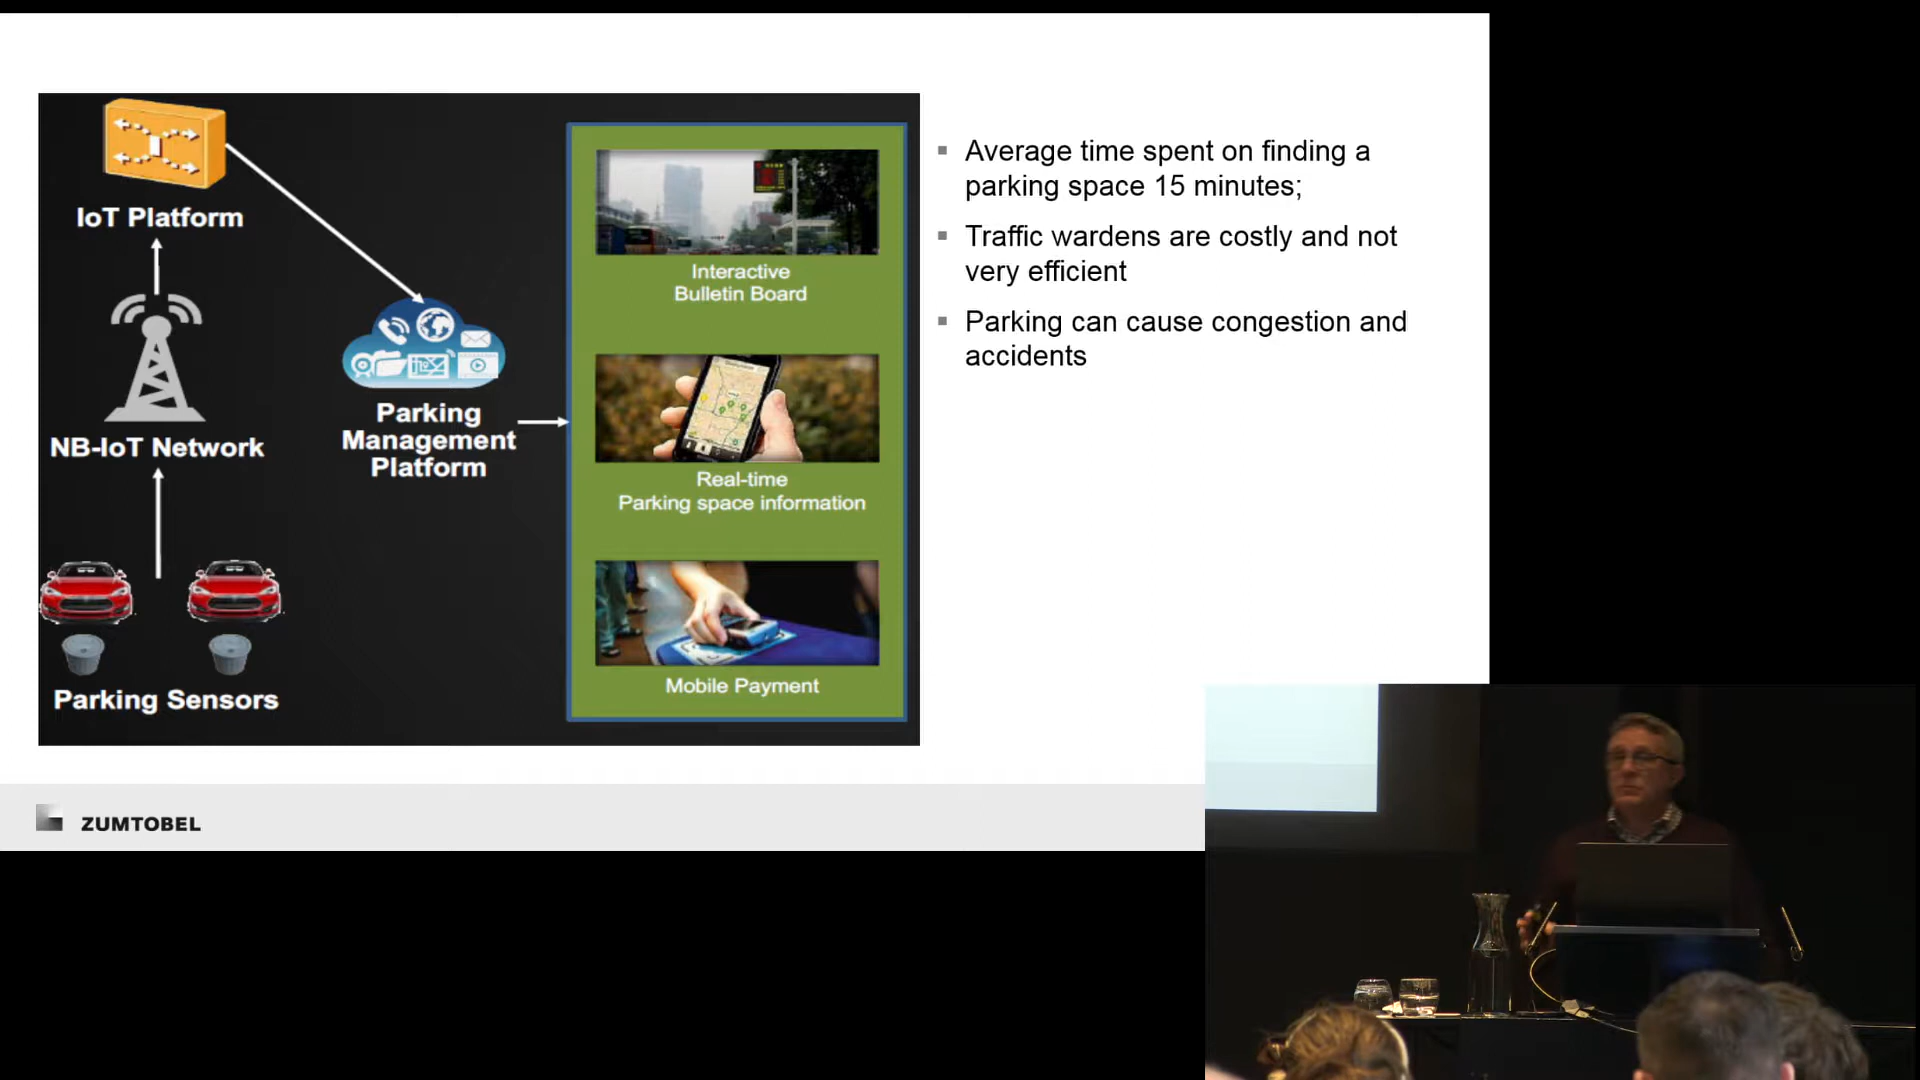 IoT Platform
NB-IoT Network
Parking Sensors
Parking
Management
Platform
Interactive
Bulletin Board
Real-time
Parking space information
Mobile Payment
Average time spent on finding a
parking space 15 minutes;
Traffic wardens are costly and not
very efficient
Parking can cause congestion and
accidents
ZUMTOBEL